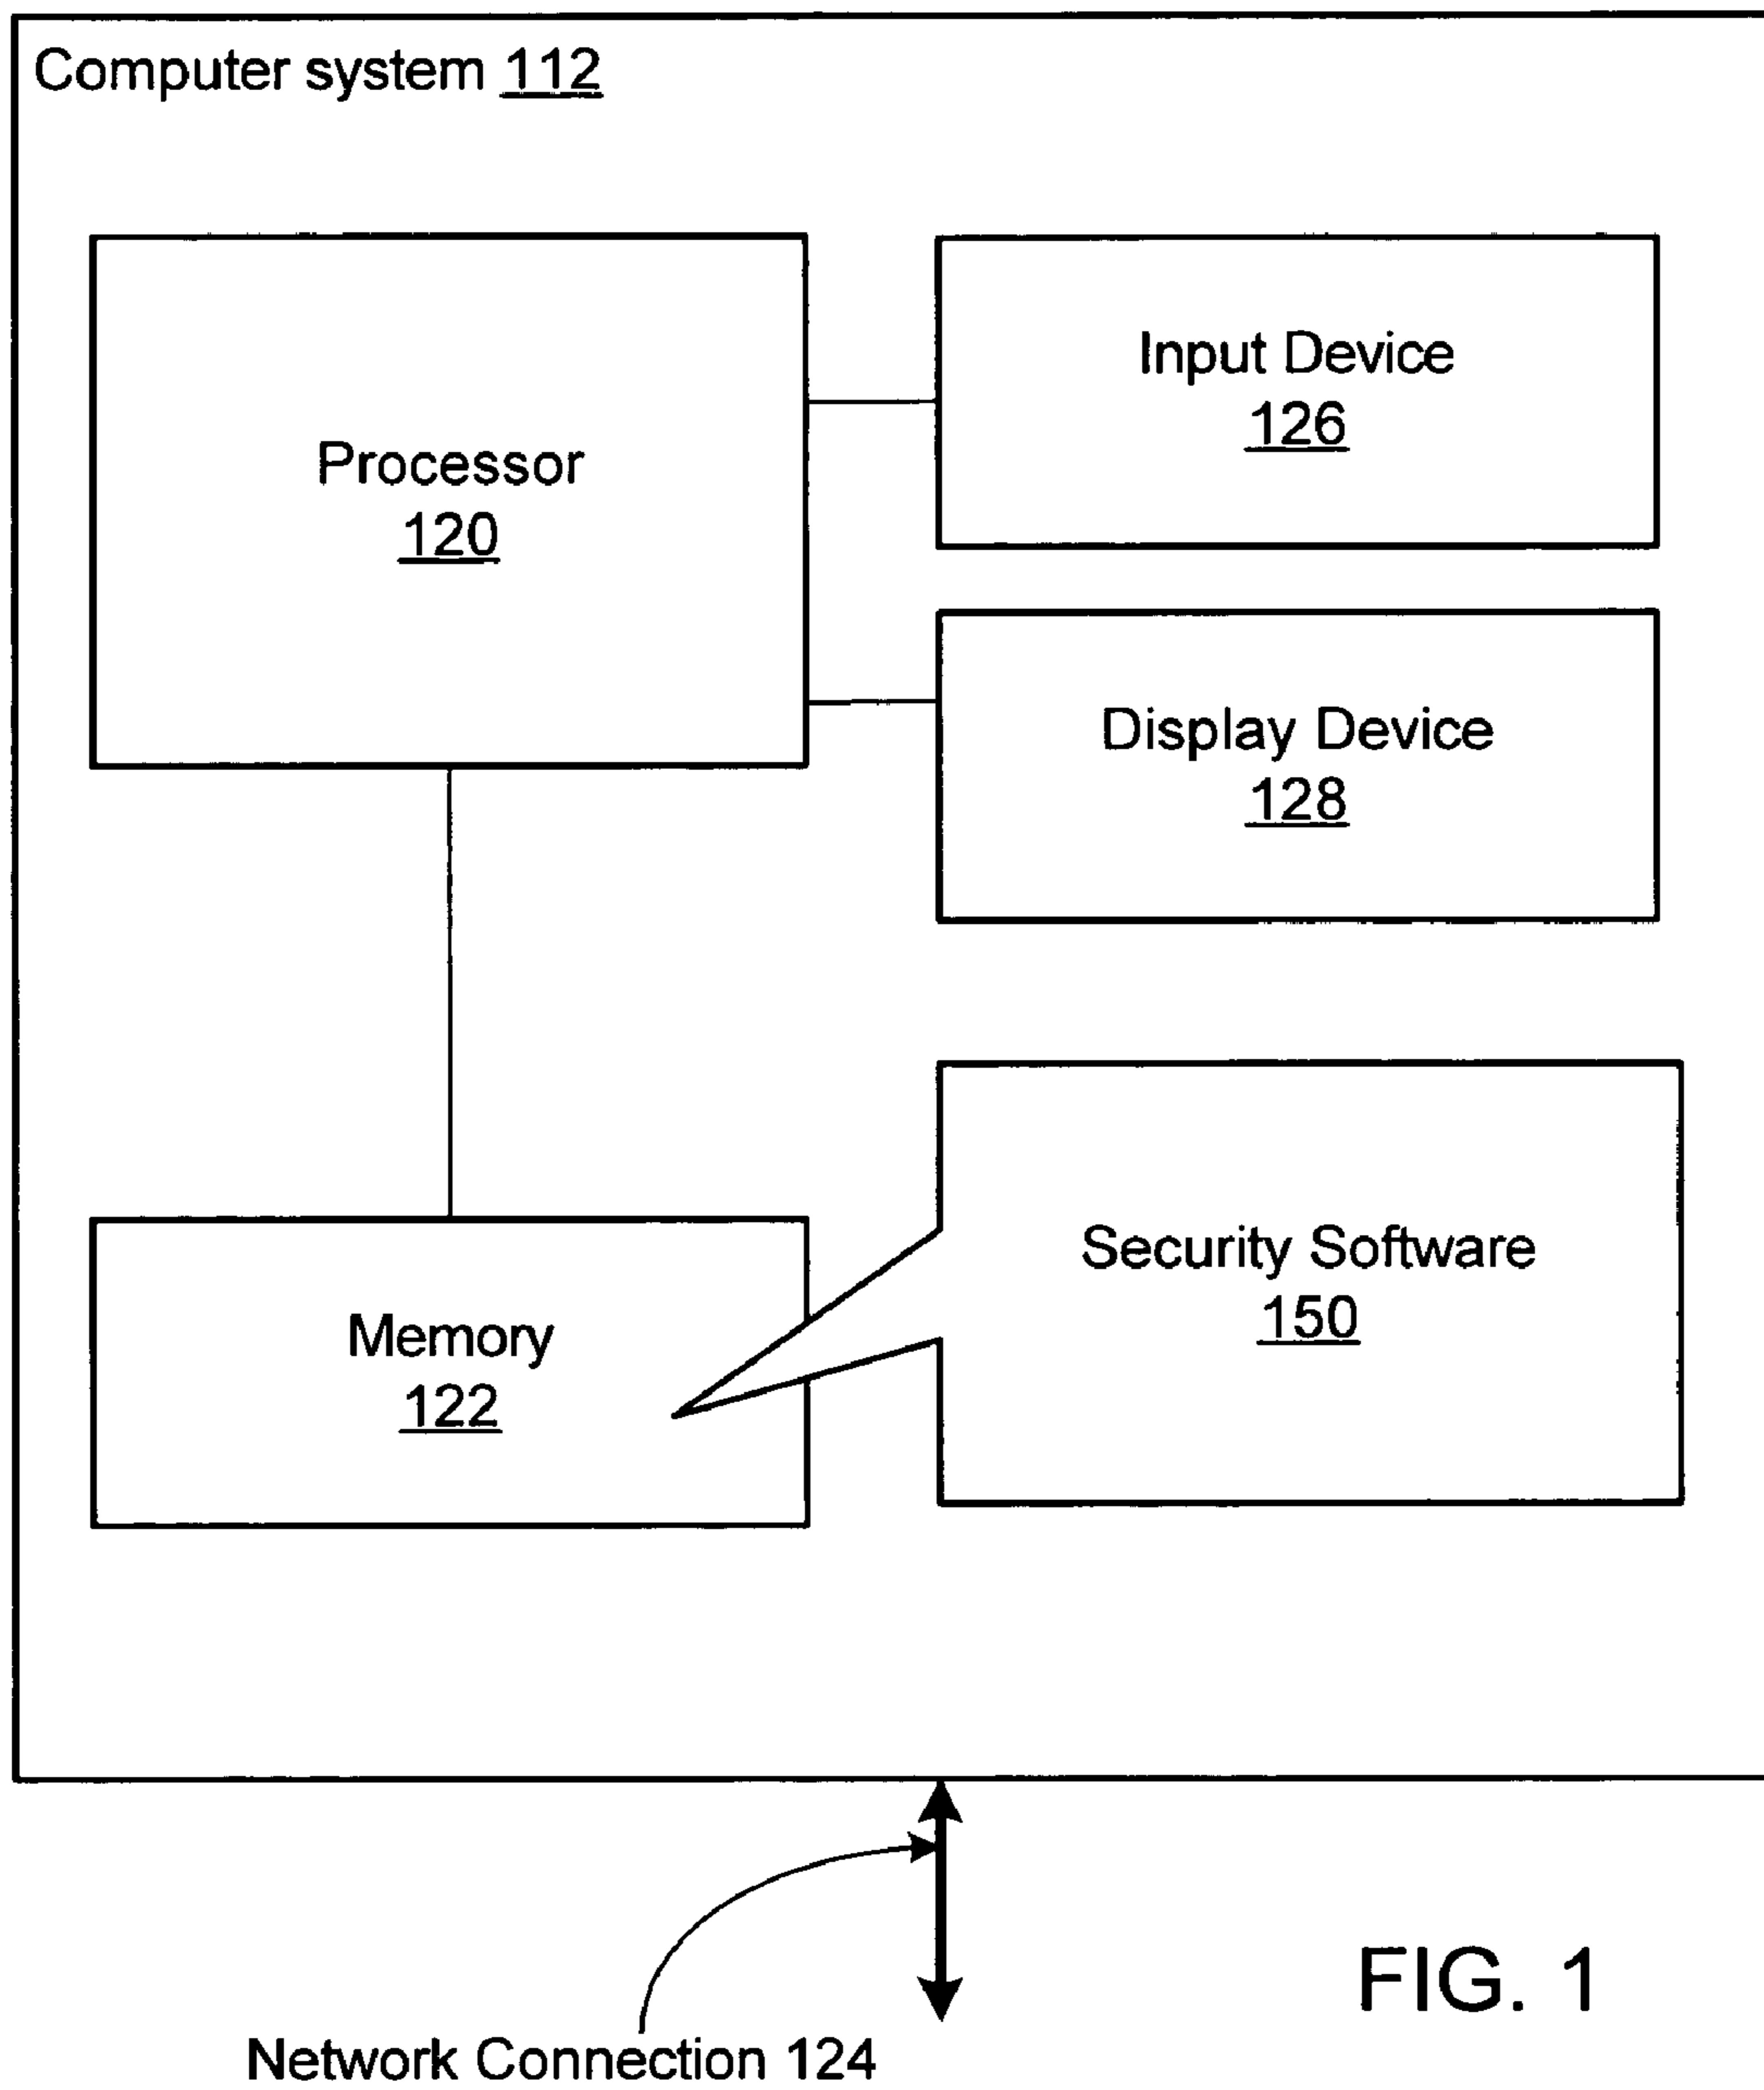 Computer system 112
Processor
120
Input Device
126
Display Device
128
Memory
122
Security Software
150
Network Connection 124
FIG. 1